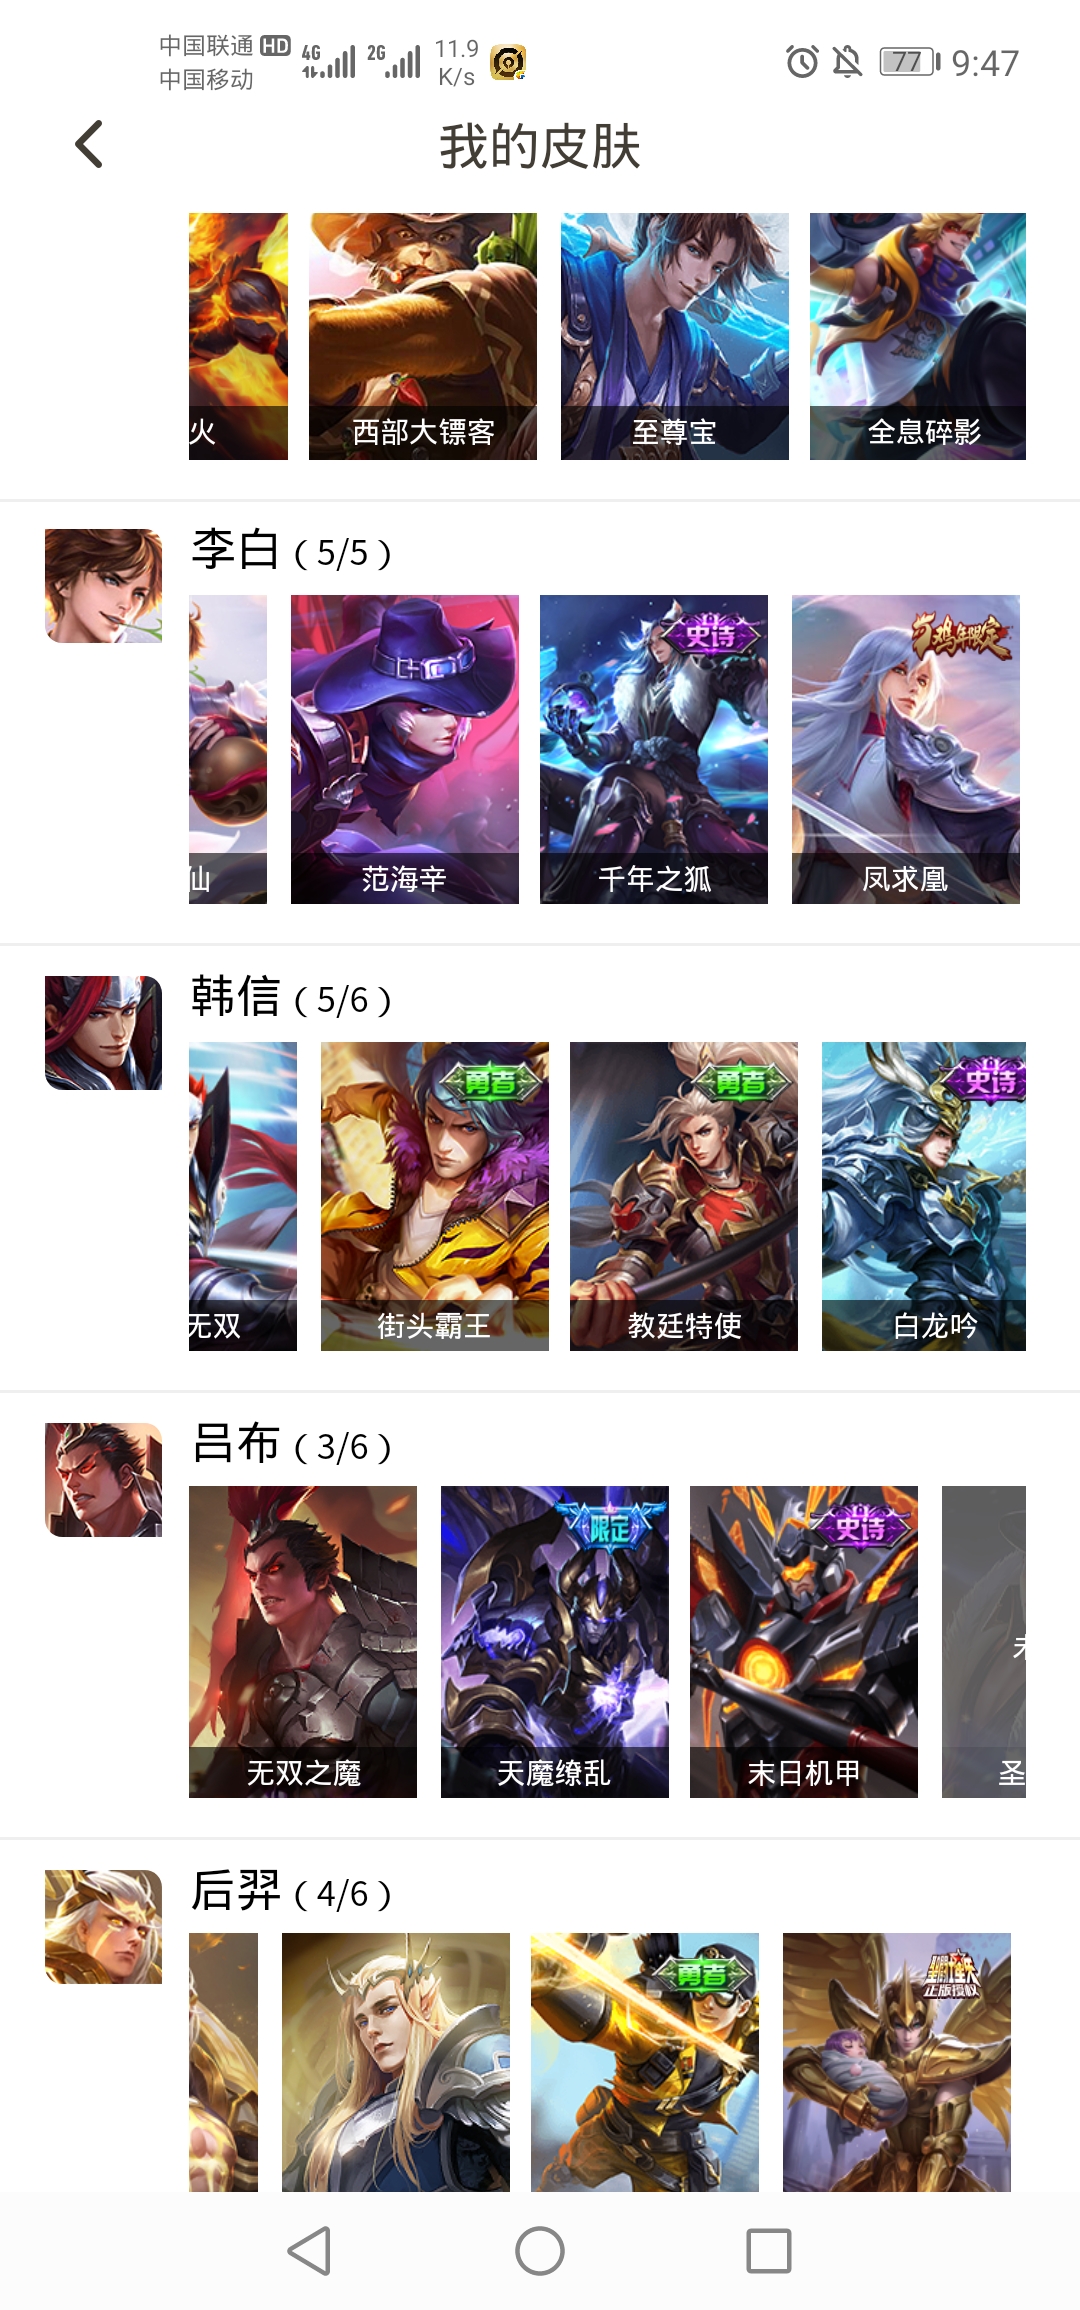 中国联通 HD 4G 2G 11.9 K/s 77 9:47
中国移动
我的皮肤
火 西部大镖客 至尊宝 全息碎影
李白（5/5）
史诗 鸡年限定
仙 范海辛 千年之狐 凤求凰
韩信（5/6）
勇者 勇者 史诗
无双 街头霸王 教廷特使 白龙吟
吕布（3/6）
限定 史诗
无双之魔 天魔缭乱 末日机甲 圣
后羿（4/6）
勇者 正版授权